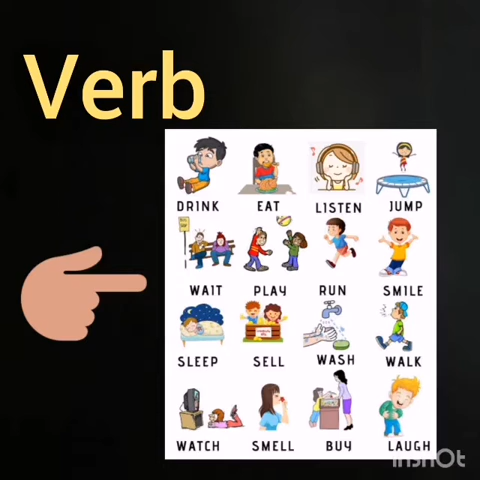 Verb
DRINK EAT LISTEN JUMP
WAIT PLAY RUN SMILE
SLEEP SELL WASH WALK
WATCH SMELL BUY LAUGH
InShOt